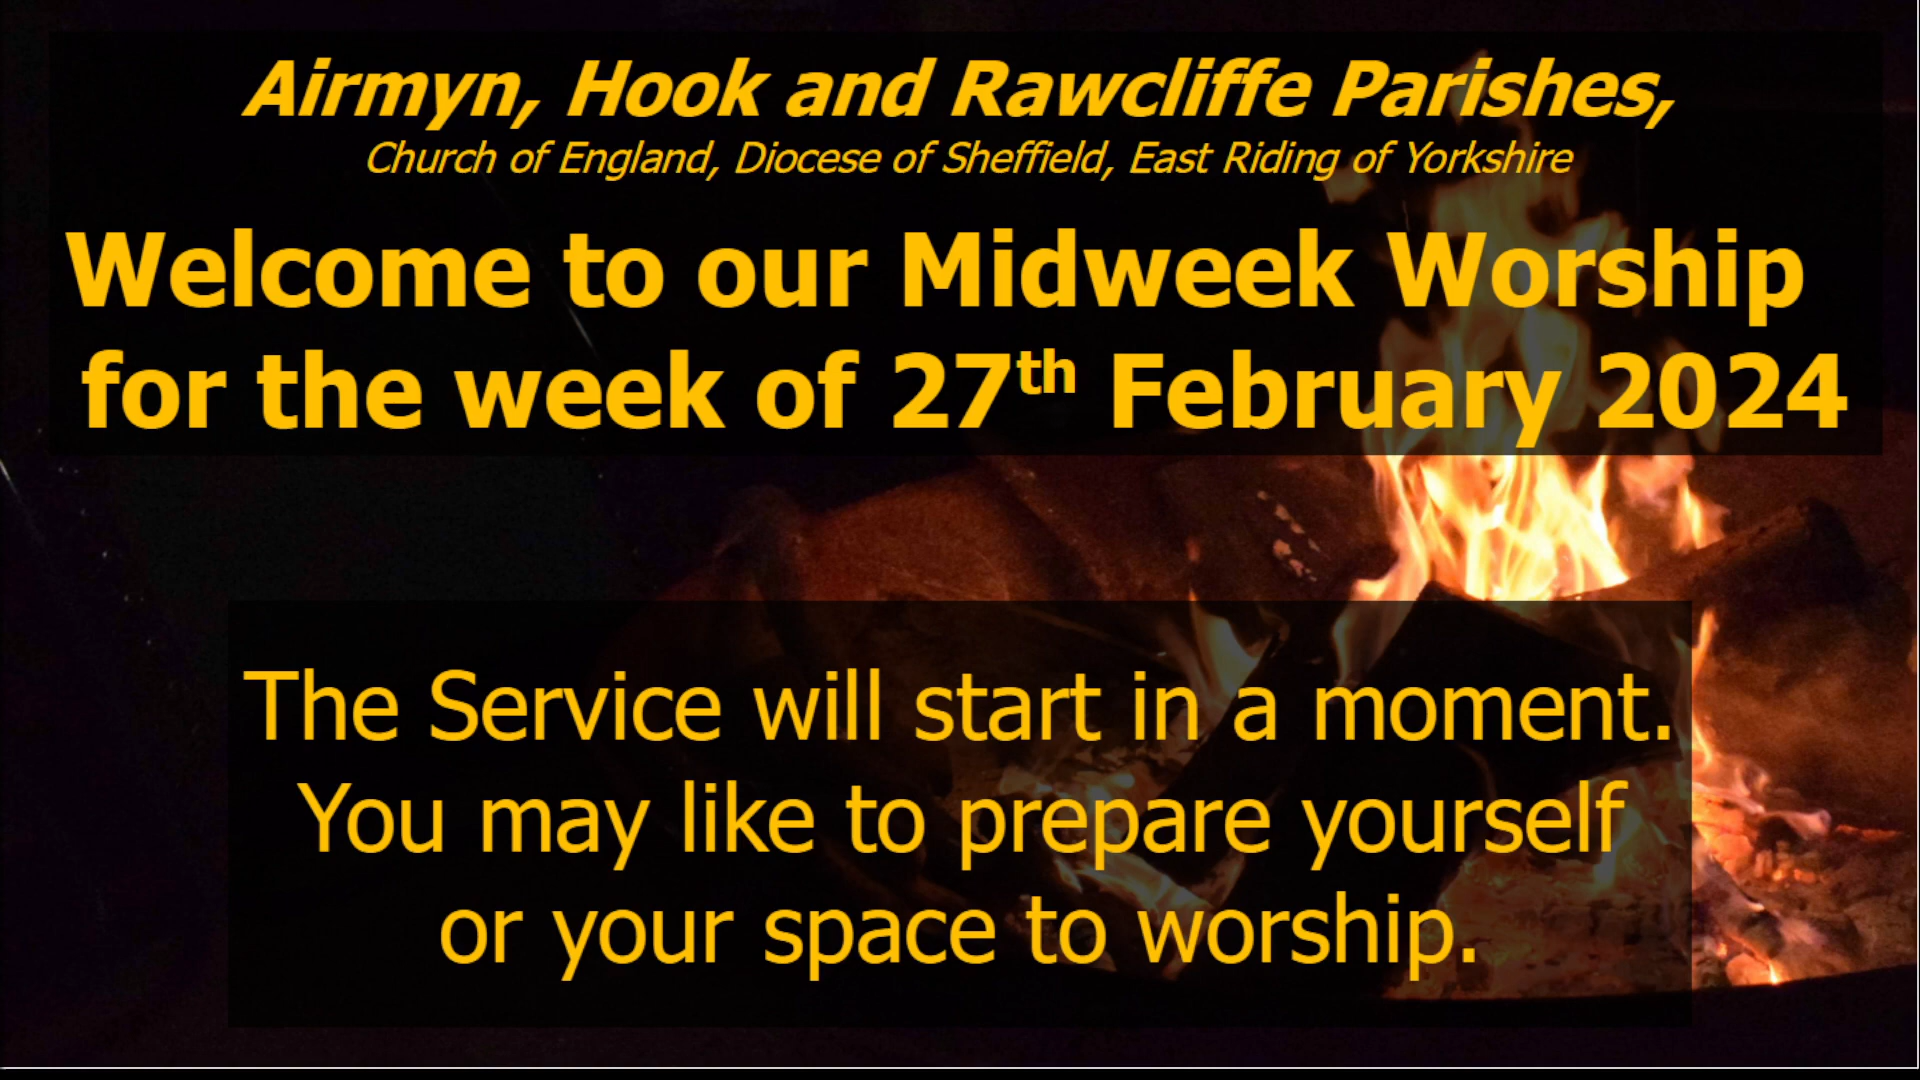 Airmyn, Hook and Rawcliffe Parishes,
Church of England, Diocese of Sheffield, East Riding of Yorkshire
Welcome to our Midweek Worship
for the week of 27th February 2024
The Service will start in a moment.
You may like to prepare yourself
or your space to worship.